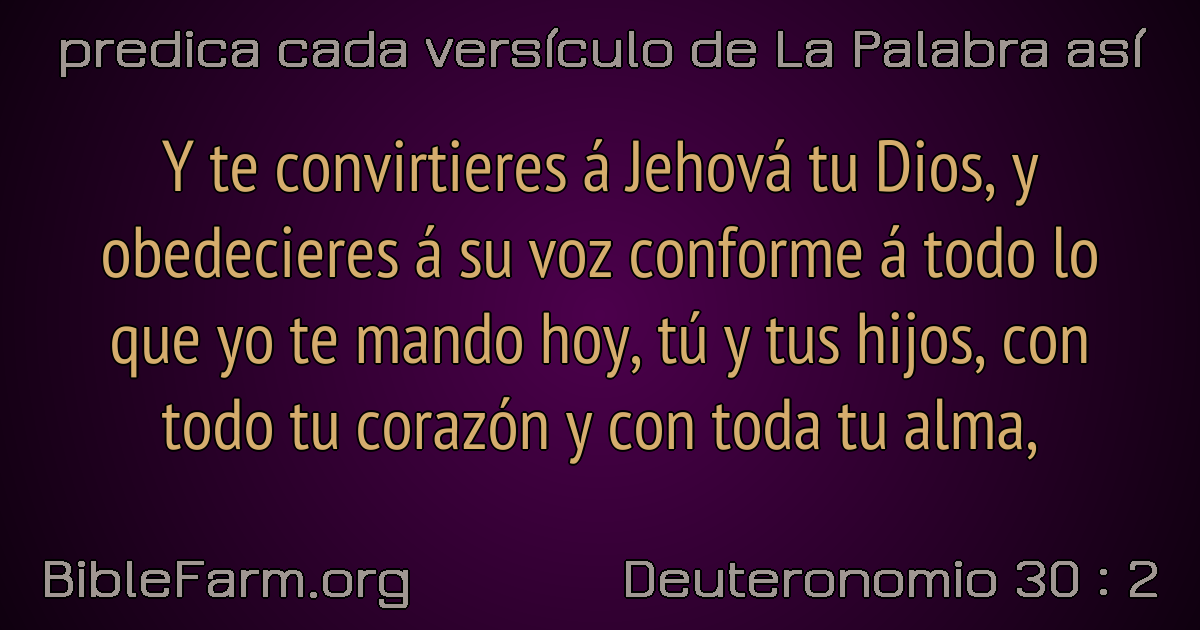 predica cada versículo de La Palabra así
Y te convirtieres á Jehová tu Dios, y
obedecieres á su voz conforme á todo lo
que yo te mando hoy, tú y tus hijos, con
todo tu corazón y con toda tu alma,
BibleFarm.org
Deuteronomio 30 : 2